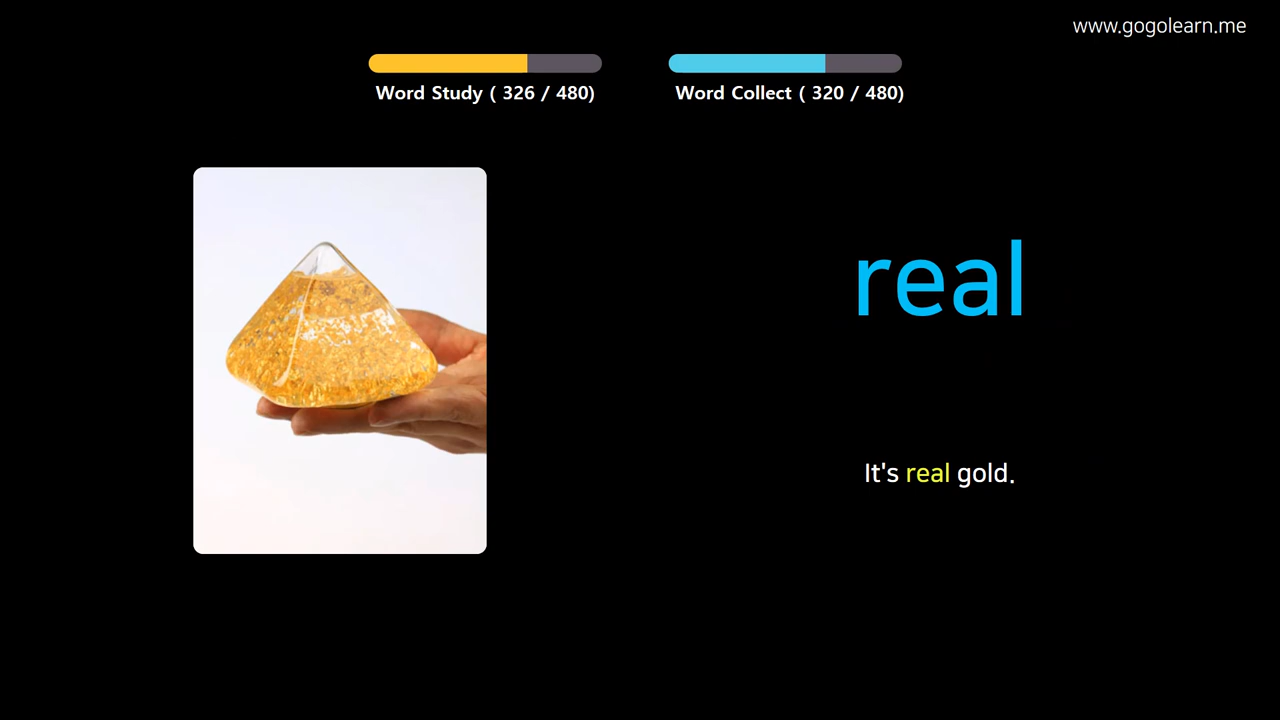 www.gogolearn.me
Word Study ( 326 / 480)
Word Collect ( 320 / 480)
real
It's real gold.